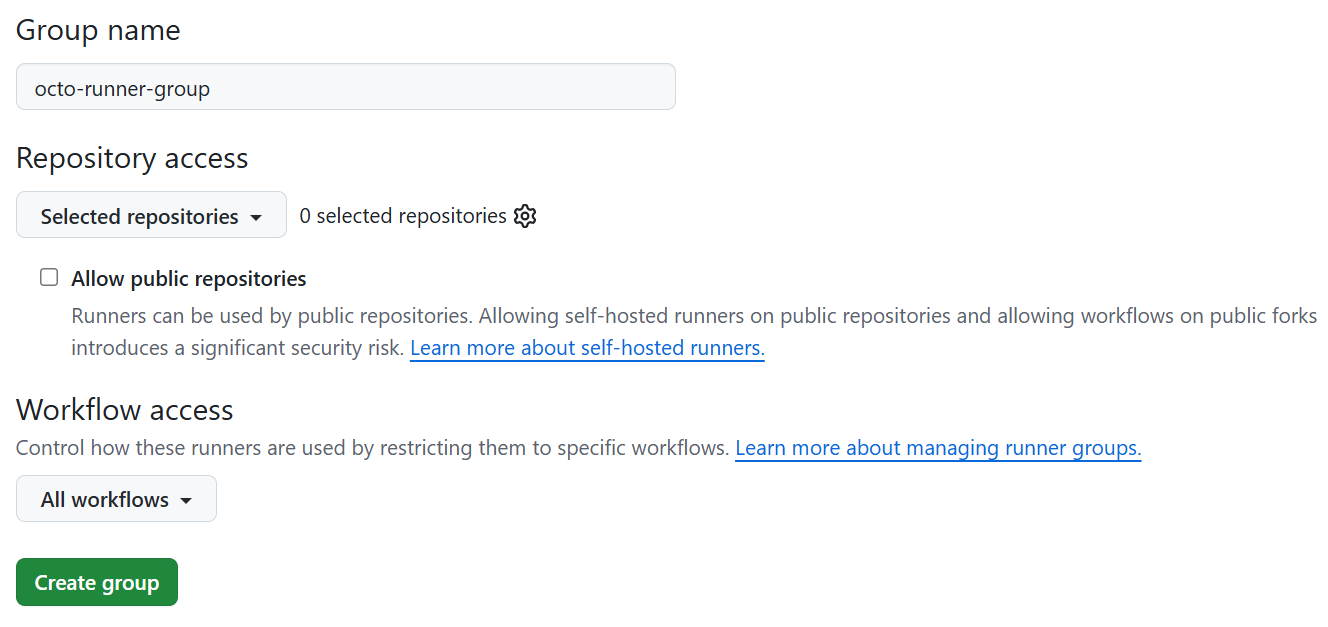 Group name
octo-runner-group
Repository access
Selected repositories 0 selected repositories
Allow public repositories
Runners can be used by public repositories. Allowing self-hosted runners on public repositories and allowing workflows on public forks
introduces a significant security risk. Learn more about self-hosted runners.
Workflow access
Control how these runners are used by restricting them to specific workflows. Learn more about managing runner groups.
All workflows
Create group